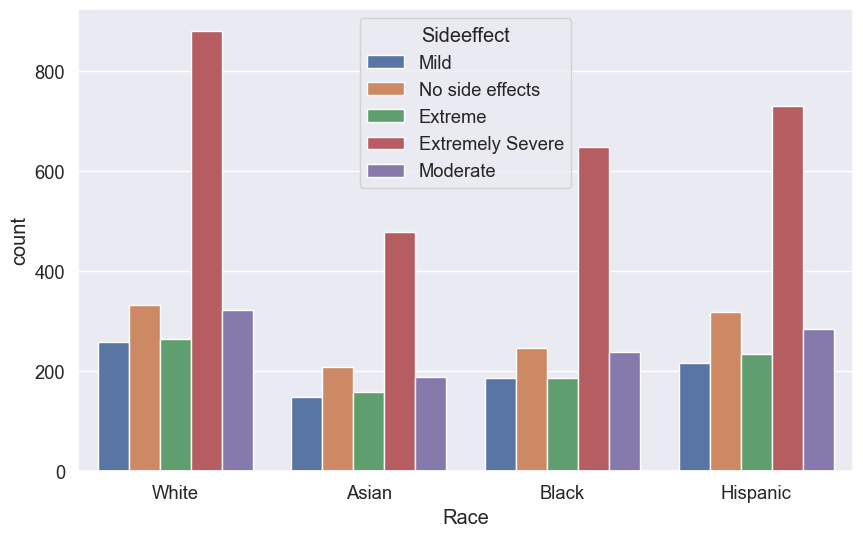 Sideeffect
Mild
No side effects
Extreme
Extremely Severe
Moderate
800
600
400
200
0
count
White Asian Black Hispanic
Race